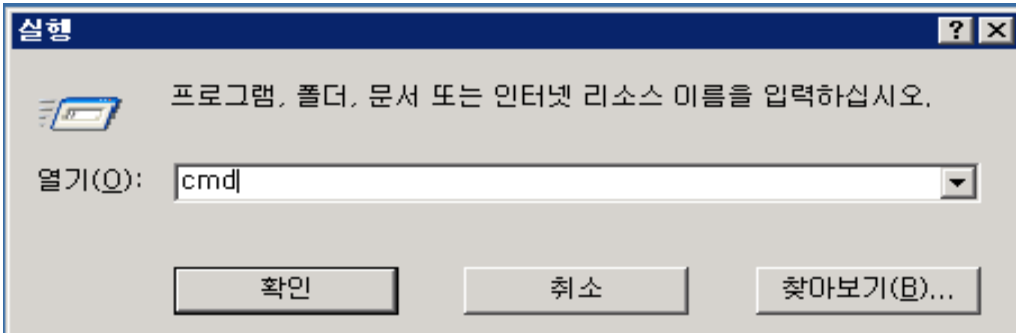 실행
프로그램, 폴더, 문서 또는 인터넷 리소스 이름을 입력하십시오.
열기(O): cmd
확인 취소 찾아보기(B)...